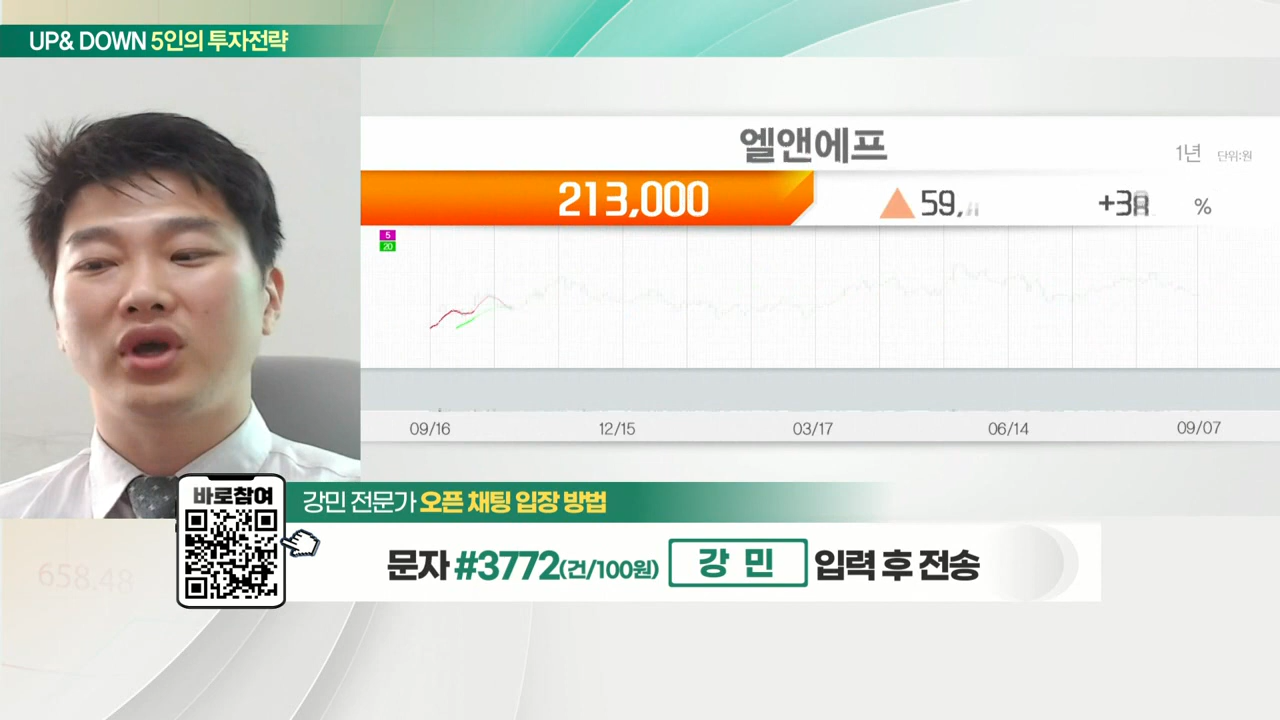 UP& DOWN 5인의 투자전략
엘앤에프
1년 단위:원
213,000 ▲ 59, +3 %
5
20
09/16 12/15 03/17 06/14 09/07
바로참여
강민 전문가 오픈 채팅 입장 방법
문자 #3772(건/100원) 강 민 입력 후 전송
658.48